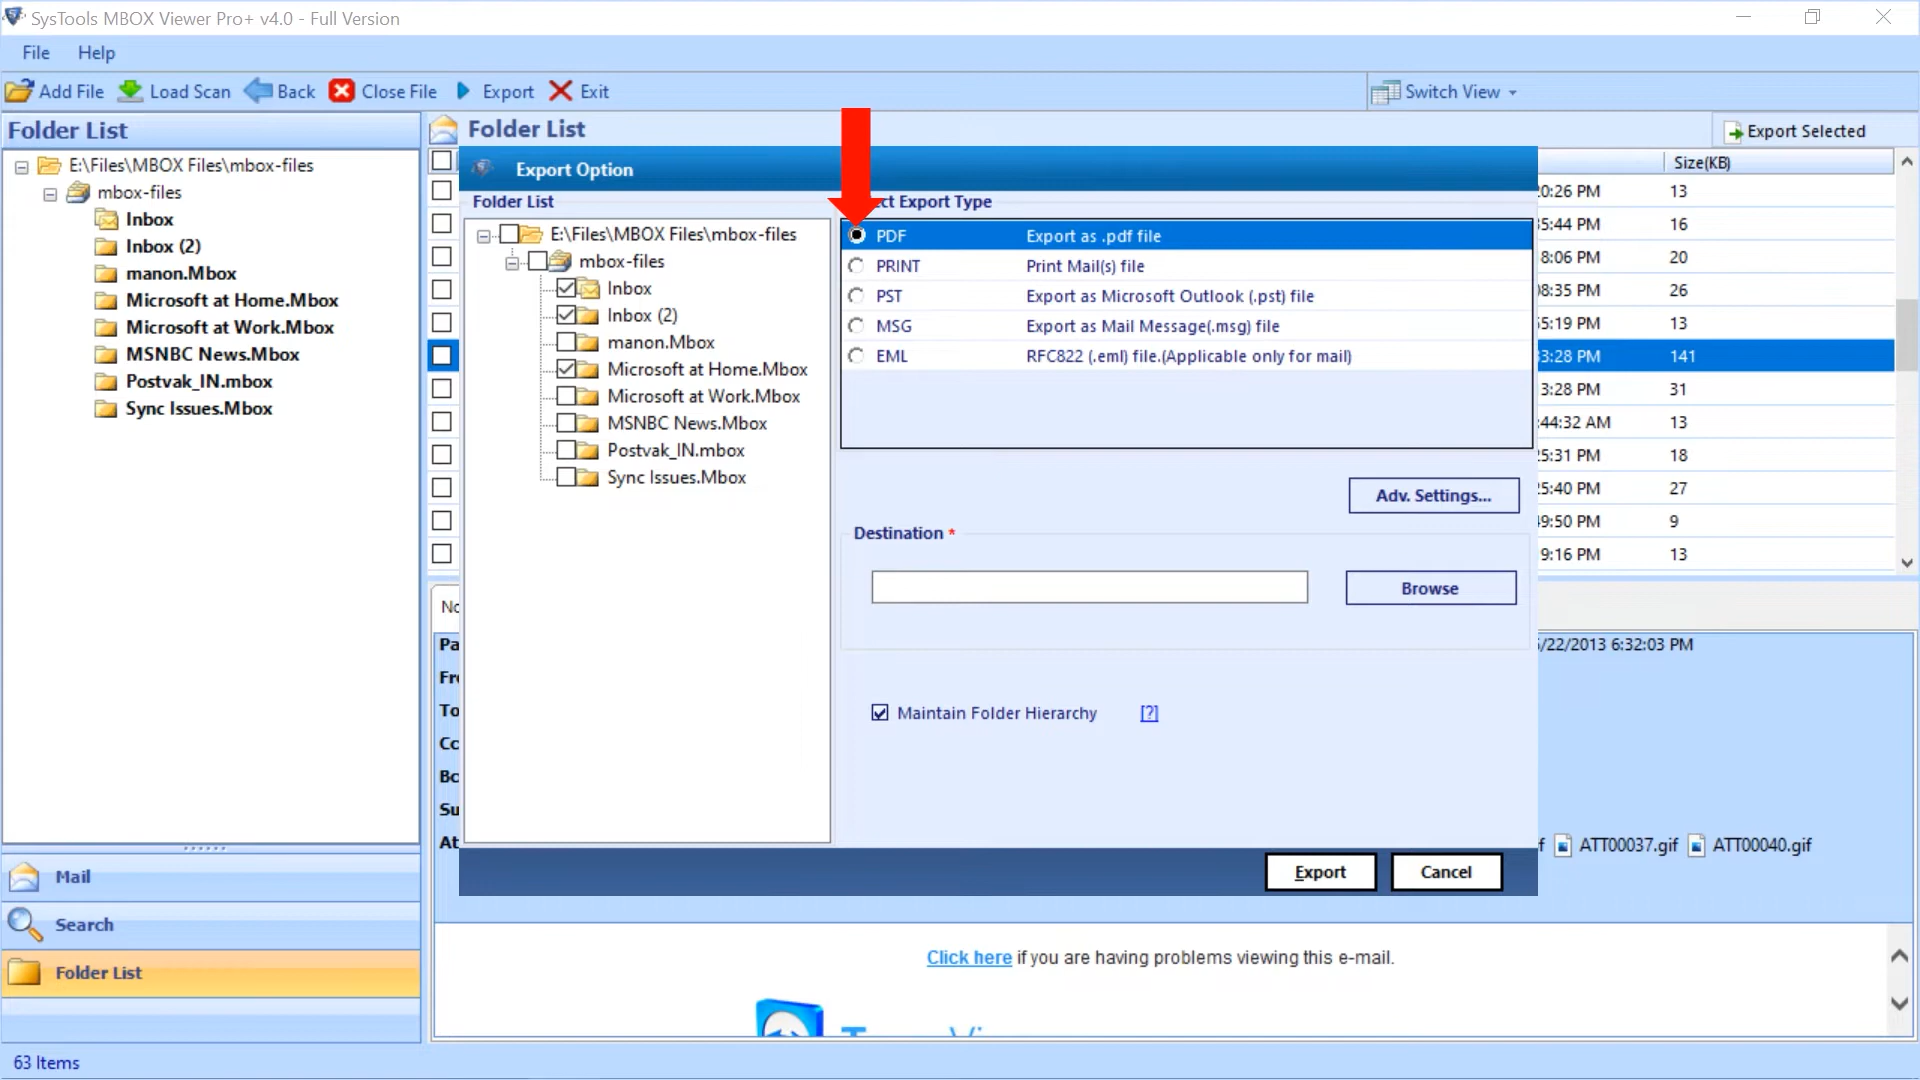 SysTools MBOX Viewer Pro+ v4.0 - Full Version
File Help
Add File Load Scan Back Close File Export Exit Switch View
Folder List
E:\Files\MBOX Files\mbox-files
mbox-files
Inbox
Inbox (2)
manon.Mbox
Microsoft at Home.Mbox
Microsoft at Work.Mbox
MSNBC News.Mbox
Postvak_IN.mbox
Sync Issues.Mbox
Mail
Search
Folder List
63 Items
Folder List
Export Selected
Size(KB)
0:26 PM 13
5:44 PM 16
8:06 PM 20
08:35 PM 26
5:19 PM 13
3:28 PM 141
3:28 PM 31
:44:32 AM 13
5:31 PM 18
5:40 PM 27
9:50 PM 9
9:16 PM 13
Export Option
Folder List
E:\Files\MBOX Files\mbox-files
mbox-files
Inbox
Inbox (2)
manon.Mbox
Microsoft at Home.Mbox
Microsoft at Work.Mbox
MSNBC News.Mbox
Postvak_IN.mbox
Sync Issues.Mbox
ct Export Type
PDF Export as .pdf file
PRINT Print Mail(s) file
PST Export as Microsoft Outlook (.pst) file
MSG Export as Mail Message(.msg) file
EML RFC822 (.eml) file.(Applicable only for mail)
Adv. Settings...
Destination *
Browse
Maintain Folder Hierarchy [?]
Export Cancel
No
Pa
Fro
To
Cc
Bc
Su
At
/22/2013 6:32:03 PM
f ATT00037.gif ATT00040.gif
Click here if you are having problems viewing this e-mail.